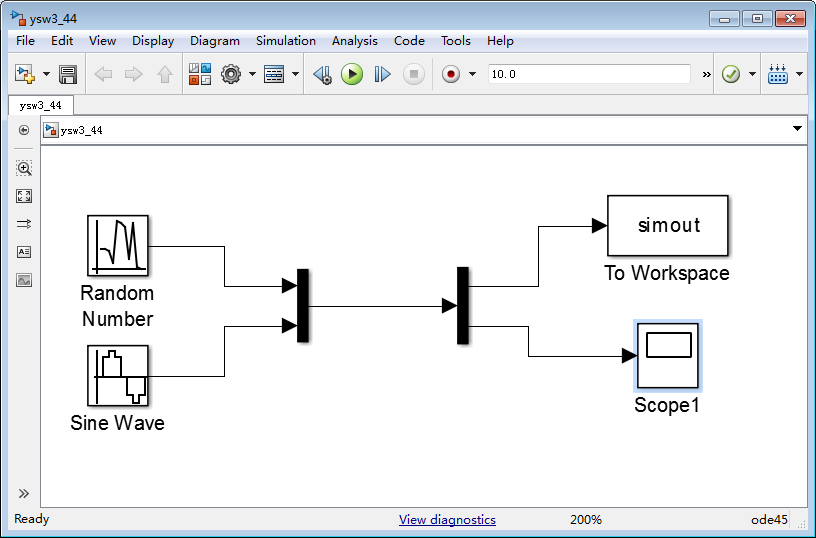 ysw3_44
File Edit View Display Diagram Simulation Analysis Code Tools Help
10.0
»
ysw3_44
ysw3_44
simout
To Workspace
Random
Number
Sine Wave
Scope1
Ready View diagnostics 200% ode45